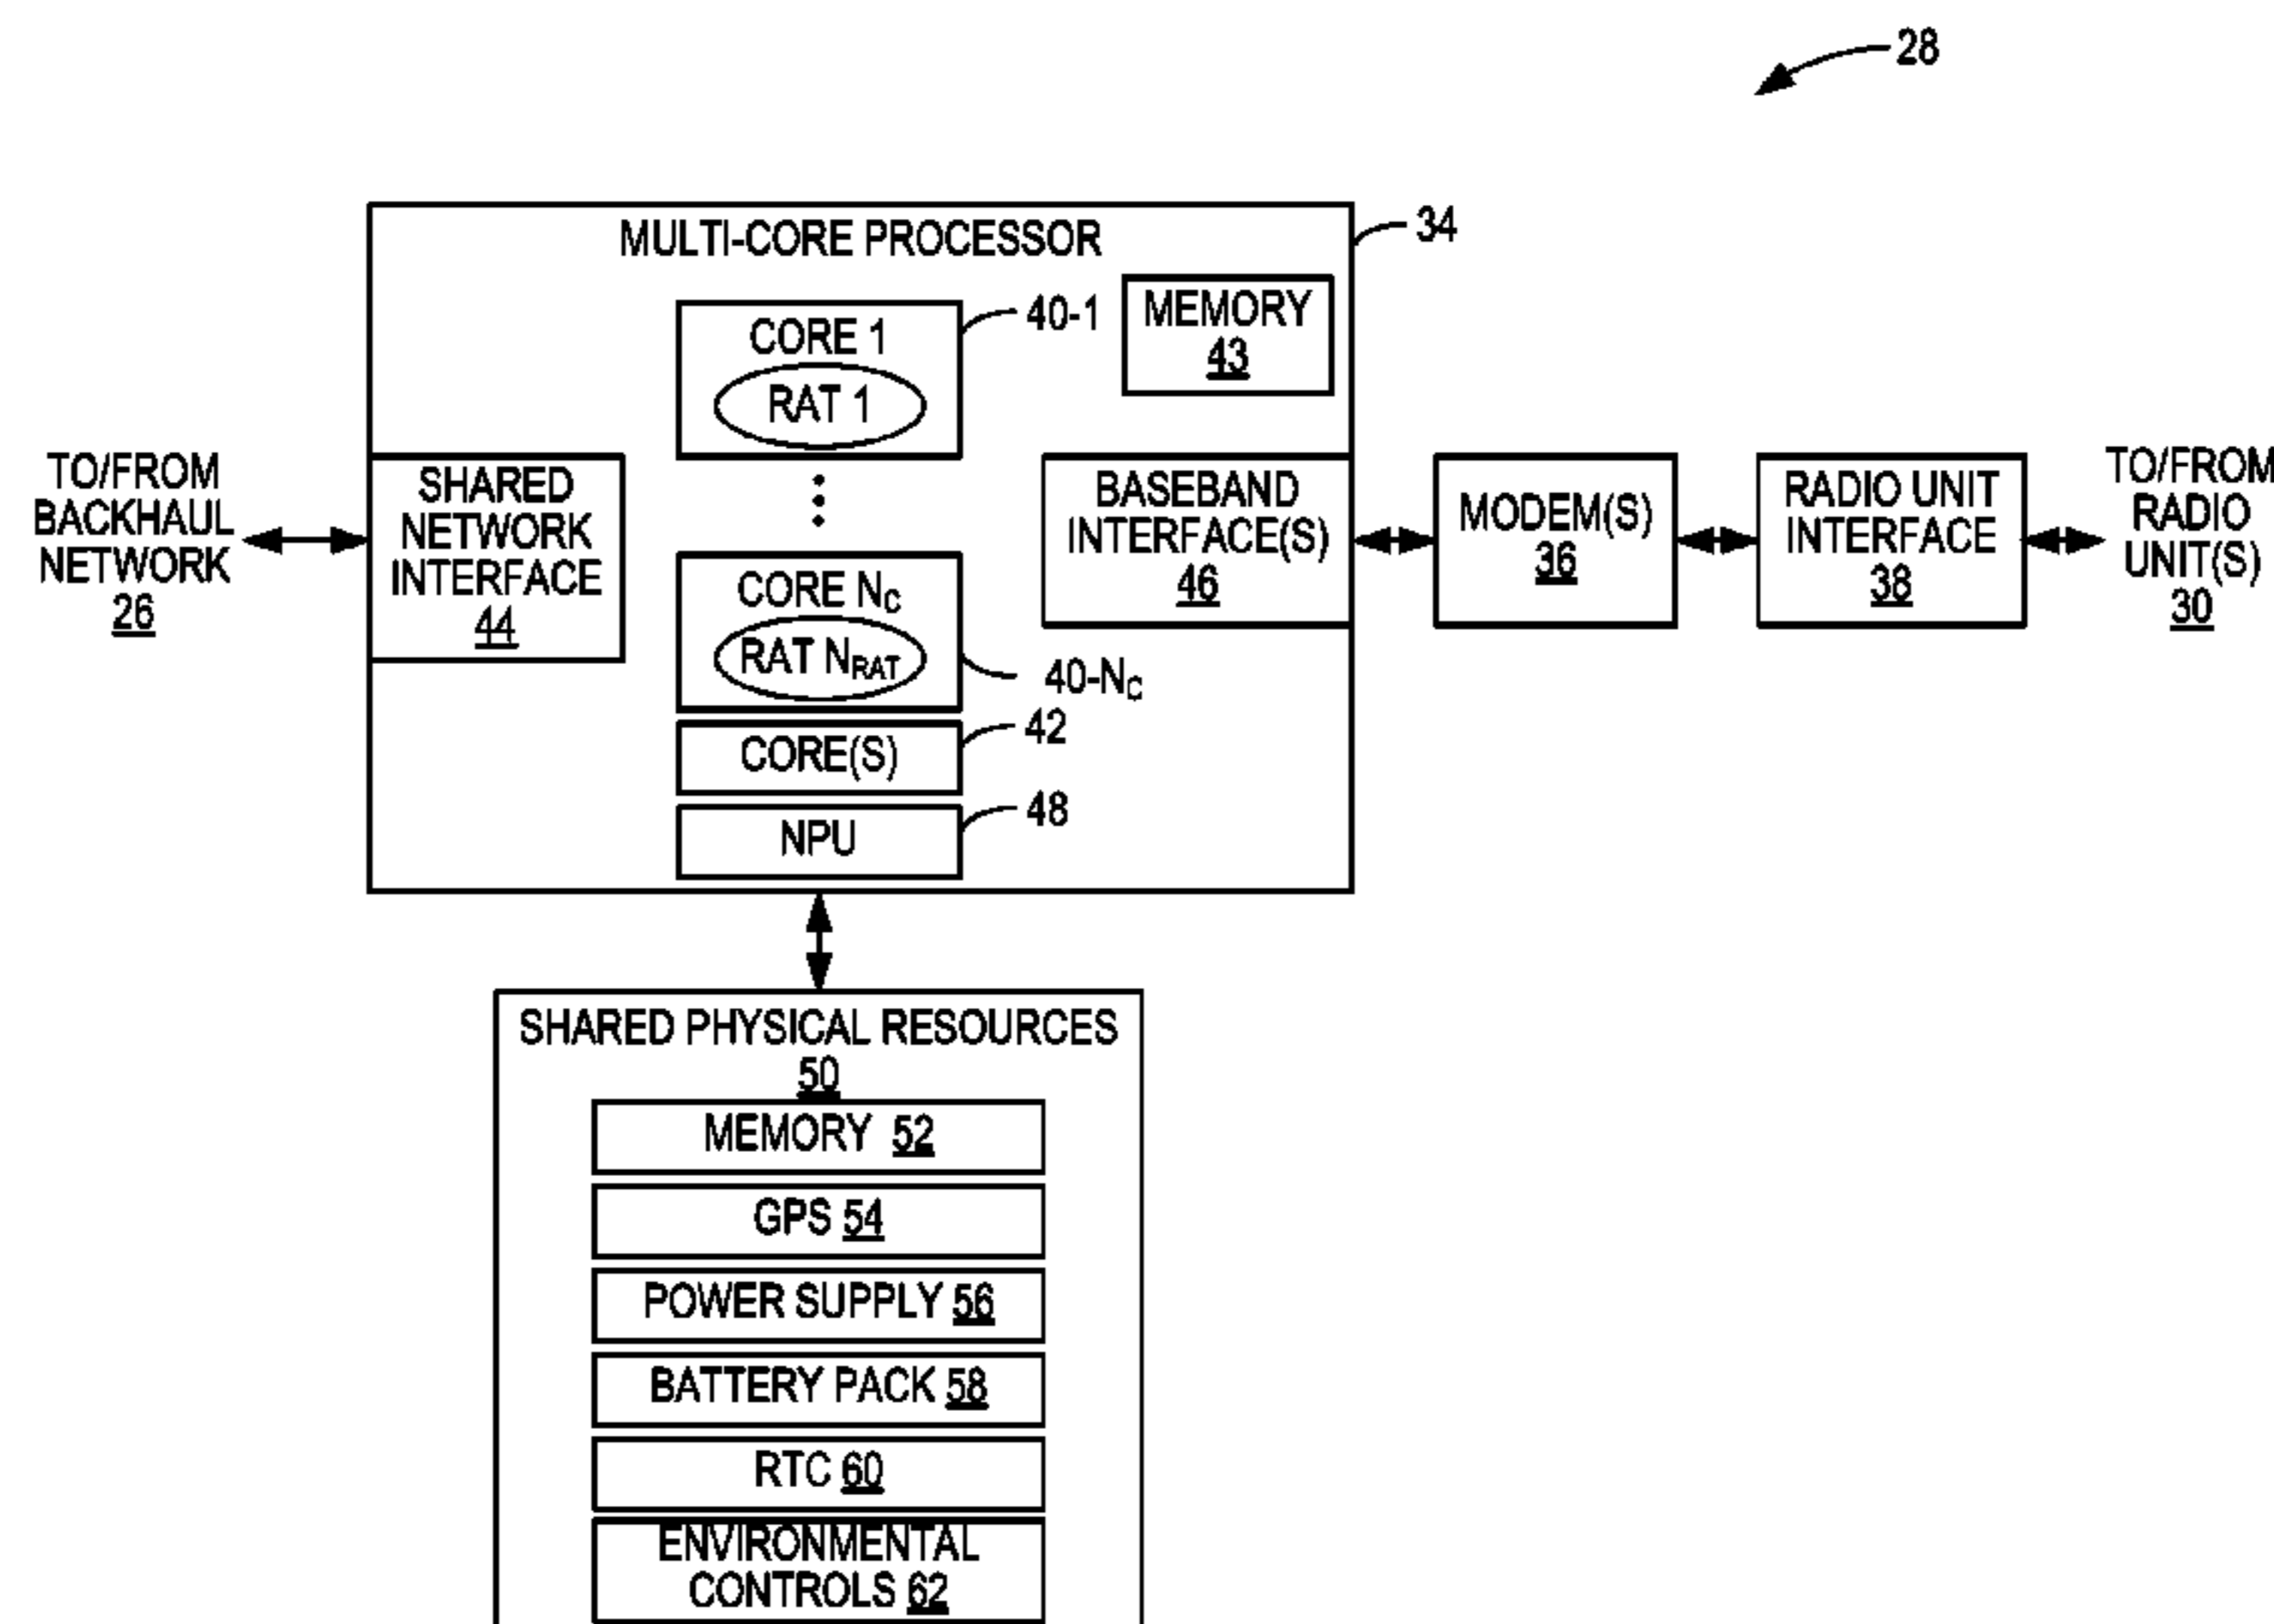 28
MULTI-CORE PROCESSOR
34
CORE 1
RAT 1
40-1
MEMORY
43
TO/FROM
BACKHAUL
NETWORK
26
SHARED
NETWORK
INTERFACE
44
CORE NC
RAT NRAT
40-NC
BASEBAND
INTERFACE(S)
46
MODEM(S)
36
RADIO UNIT
INTERFACE
38
TO/FROM
RADIO
UNIT(S)
30
CORE(S)
42
NPU
48
SHARED PHYSICAL RESOURCES
50
MEMORY 52
GPS 54
POWER SUPPLY 56
BATTERY PACK 58
RTC 60
ENVIRONMENTAL
CONTROLS 62